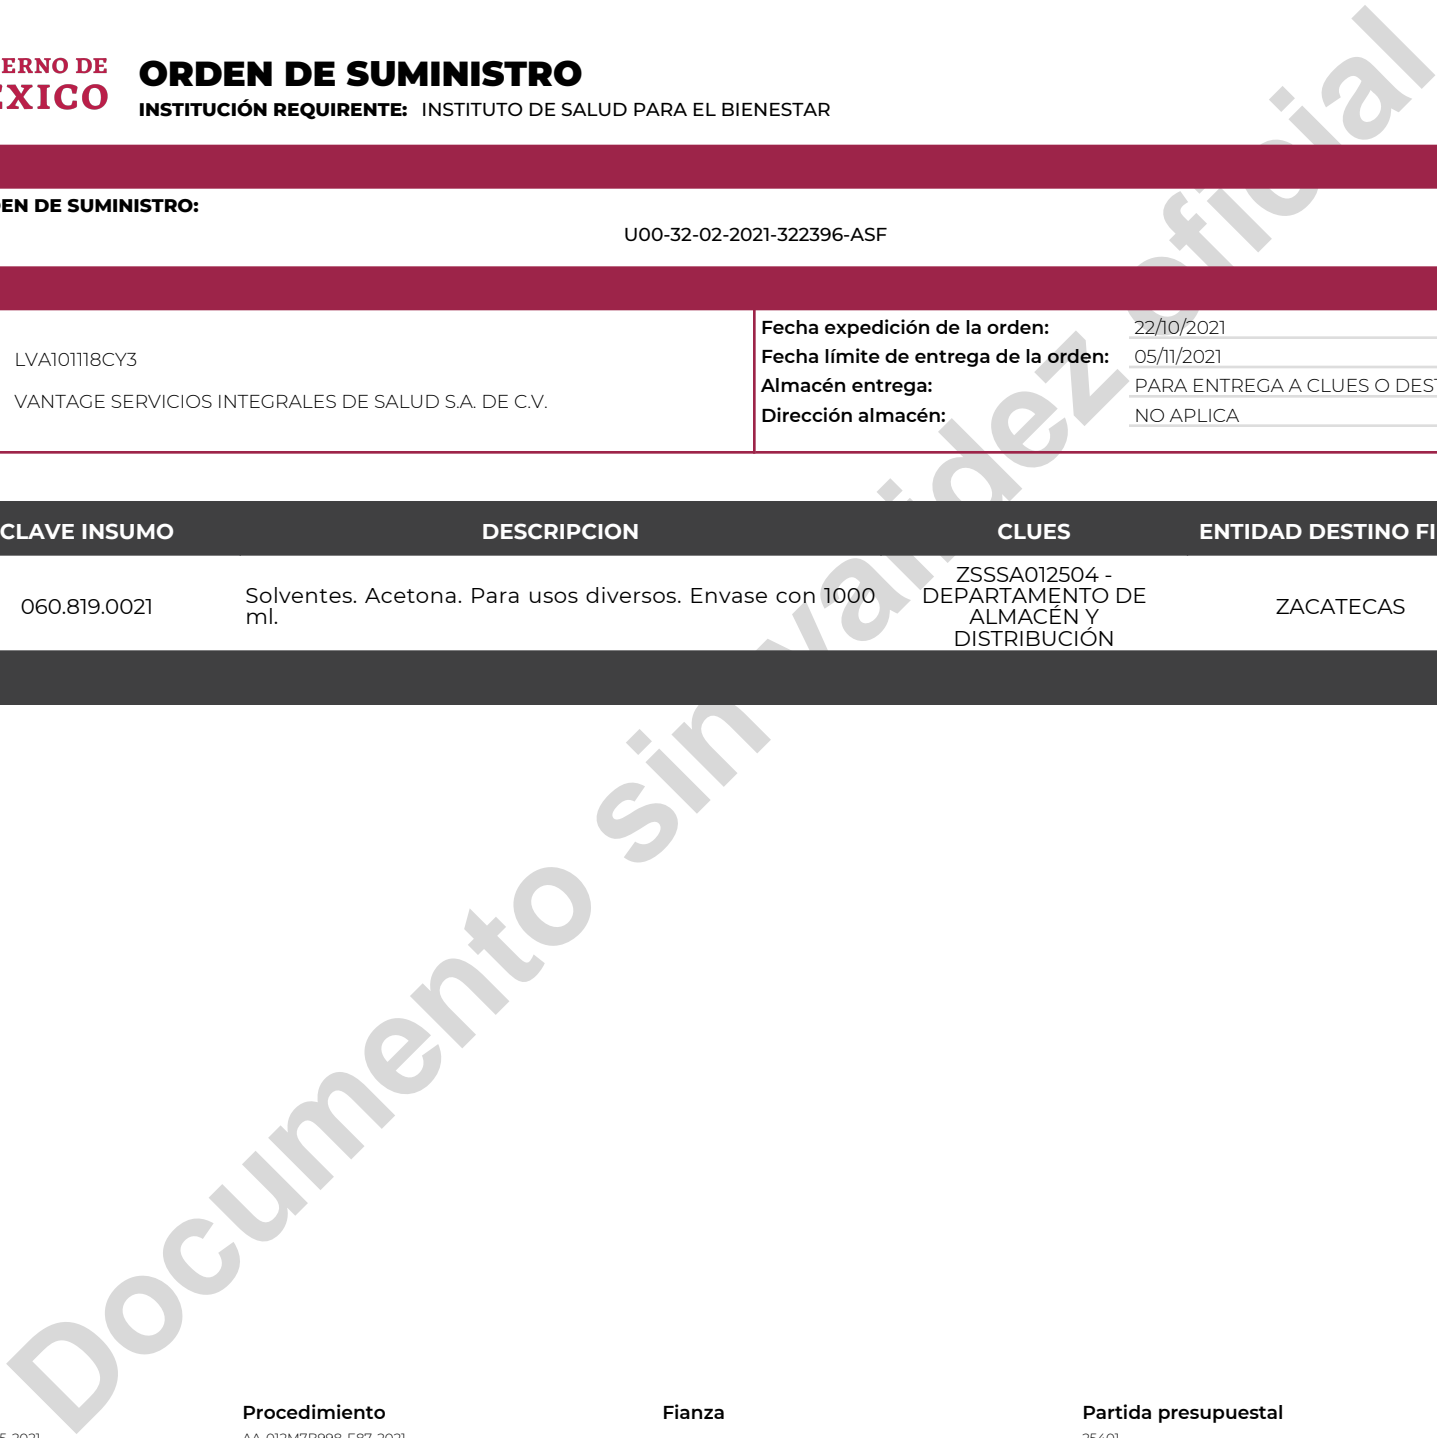 ERNO DE
EXICO
ORDEN DE SUMINISTRO
INSTITUCIÓN REQUIRENTE: INSTITUTO DE SALUD PARA EL BIENESTAR
EN DE SUMINISTRO:
U00-32-02-2021-322396-ASF
LVA101118CY3
VANTAGE SERVICIOS INTEGRALES DE SALUD S.A. DE C.V.
Fecha expedición de la orden: 22/10/2021
Fecha límite de entrega de la orden: 05/11/2021
Almacén entrega: PARA ENTREGA A CLUES O DEST
Dirección almacén: NO APLICA
CLAVE INSUMO DESCRIPCION CLUES ENTIDAD DESTINO FI
060.819.0021
Solventes. Acetona. Para usos diversos. Envase con 1000
ml.
ZSSSA012504 -
DEPARTAMENTO DE
ALMACÉN Y
DISTRIBUCIÓN
ZACATECAS
Documento sin validez oficial
Procedimiento Fianza Partida presupuestal